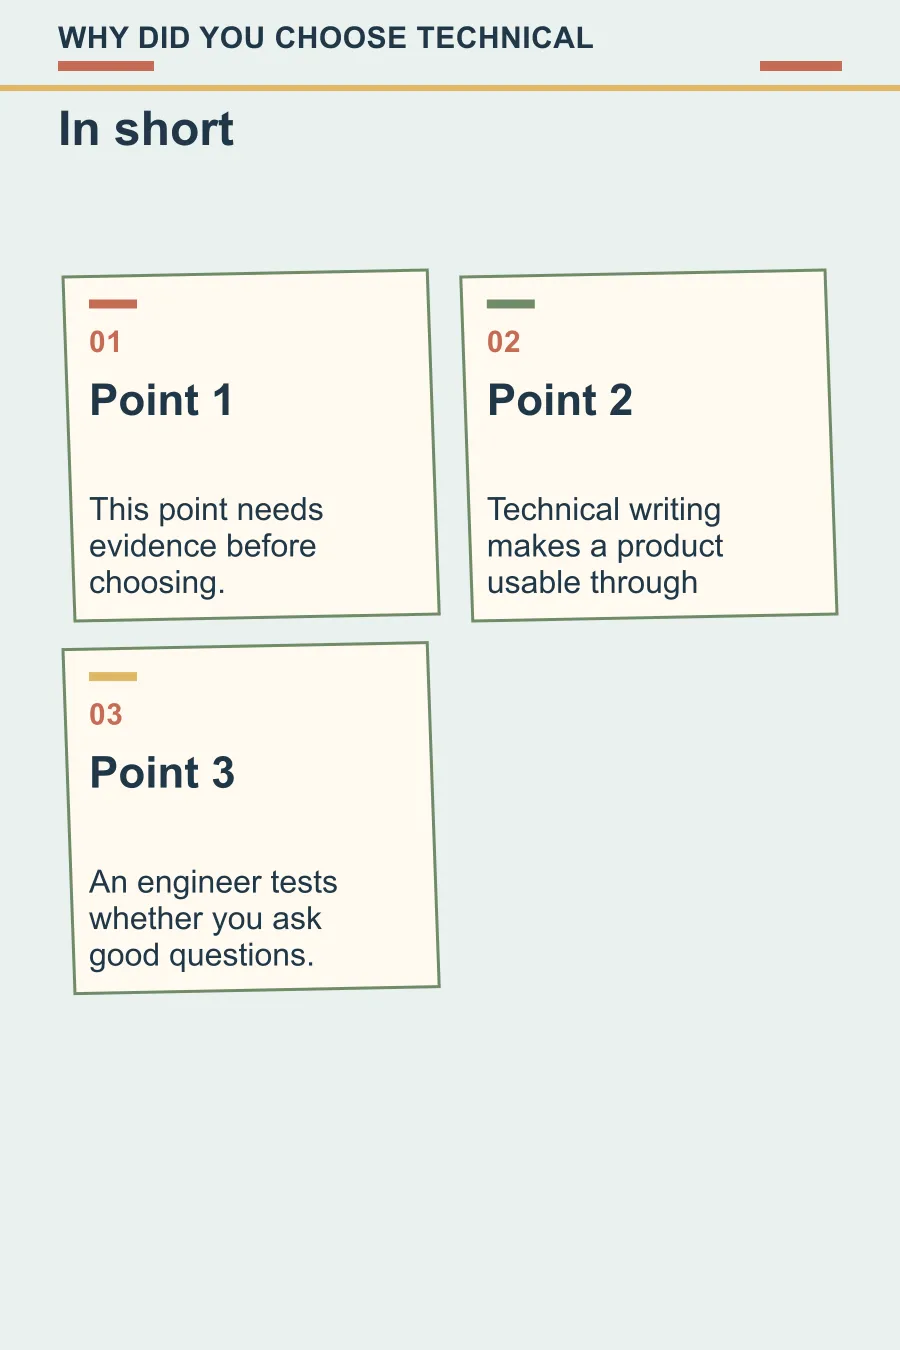 WHY DID YOU CHOOSE TECHNICAL
In short
01
Point 1
This point needs
evidence before
choosing.
02
Point 2
Technical writing
makes a product
usable through
03
Point 3
An engineer tests
whether you ask
good questions.